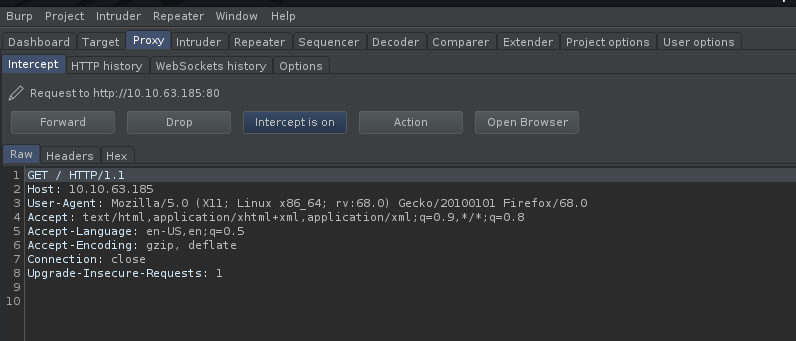 Burp Project Intruder Repeater Window Help
Dashboard Target Proxy Intruder Repeater Sequencer Decoder Comparer Extender Project options User options
Intercept HTTP history WebSockets history Options
Request to http://10.10.63.185:80
Forward Drop Intercept is on Action Open Browser
Raw Headers Hex
1 GET / HTTP/1.1
2 Host: 10.10.63.185
3 User-Agent: Mozilla/5.0 (X11; Linux x86_64; rv:68.0) Gecko/20100101 Firefox/68.0
4 Accept: text/html,application/xhtml+xml,application/xml;q=0.9,*/*;q=0.8
5 Accept-Language: en-US,en;q=0.5
6 Accept-Encoding: gzip, deflate
7 Connection: close
8 Upgrade-Insecure-Requests: 1
9
10